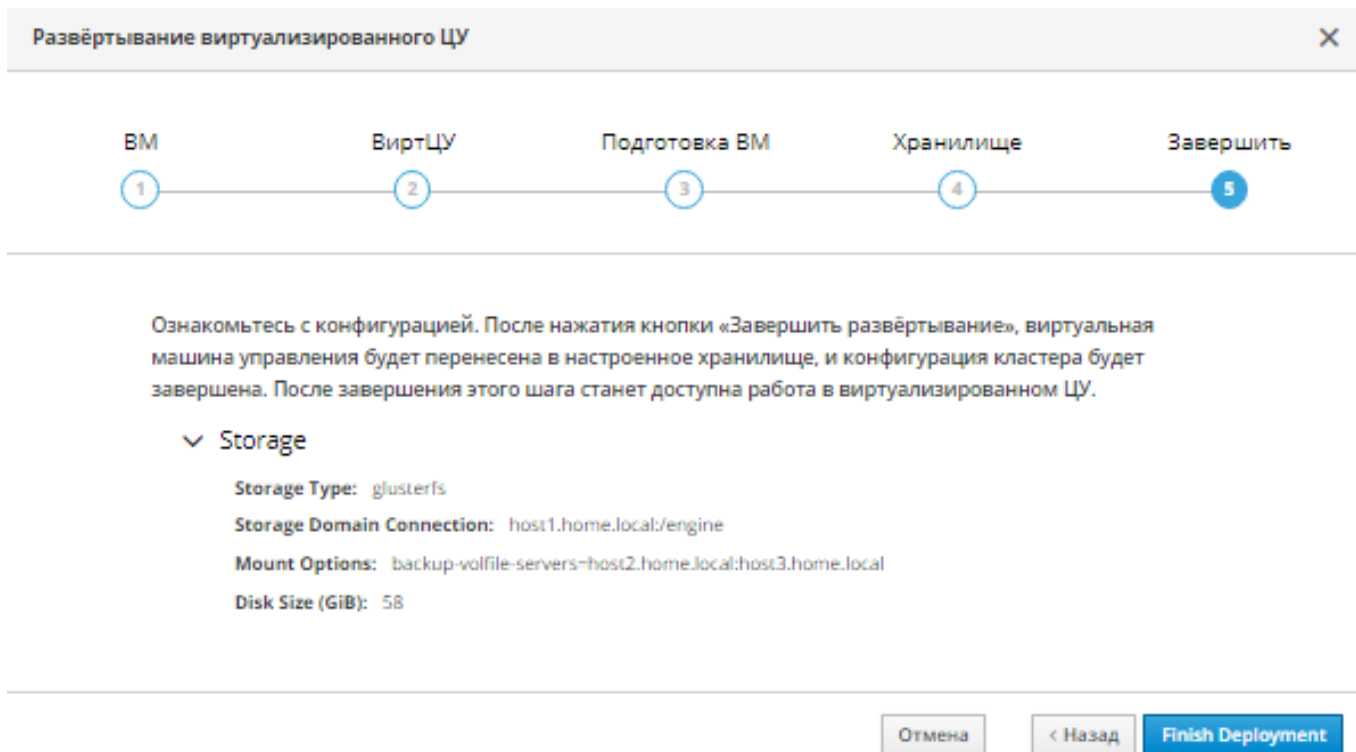 Развёртывание виртуализированного ЦУ
ВМ ВиртЦУ Подготовка ВМ Хранилище Завершить
1 2 3 4 5
Ознакомьтесь с конфигурацией. После нажатия кнопки «Завершить развёртывание», виртуальная
машина управления будет перенесена в настроенное хранилище, и конфигурация кластера будет
завершена. После завершения этого шага станет доступна работа в виртуализированном ЦУ.
Storage
Storage Type: glusterfs
Storage Domain Connection: host1.home.local:/engine
Mount Options: backup-volfile-servers=host2.home.local:host3.home.local
Disk Size (GiB): 58
Отмена < Назад Finish Deployment